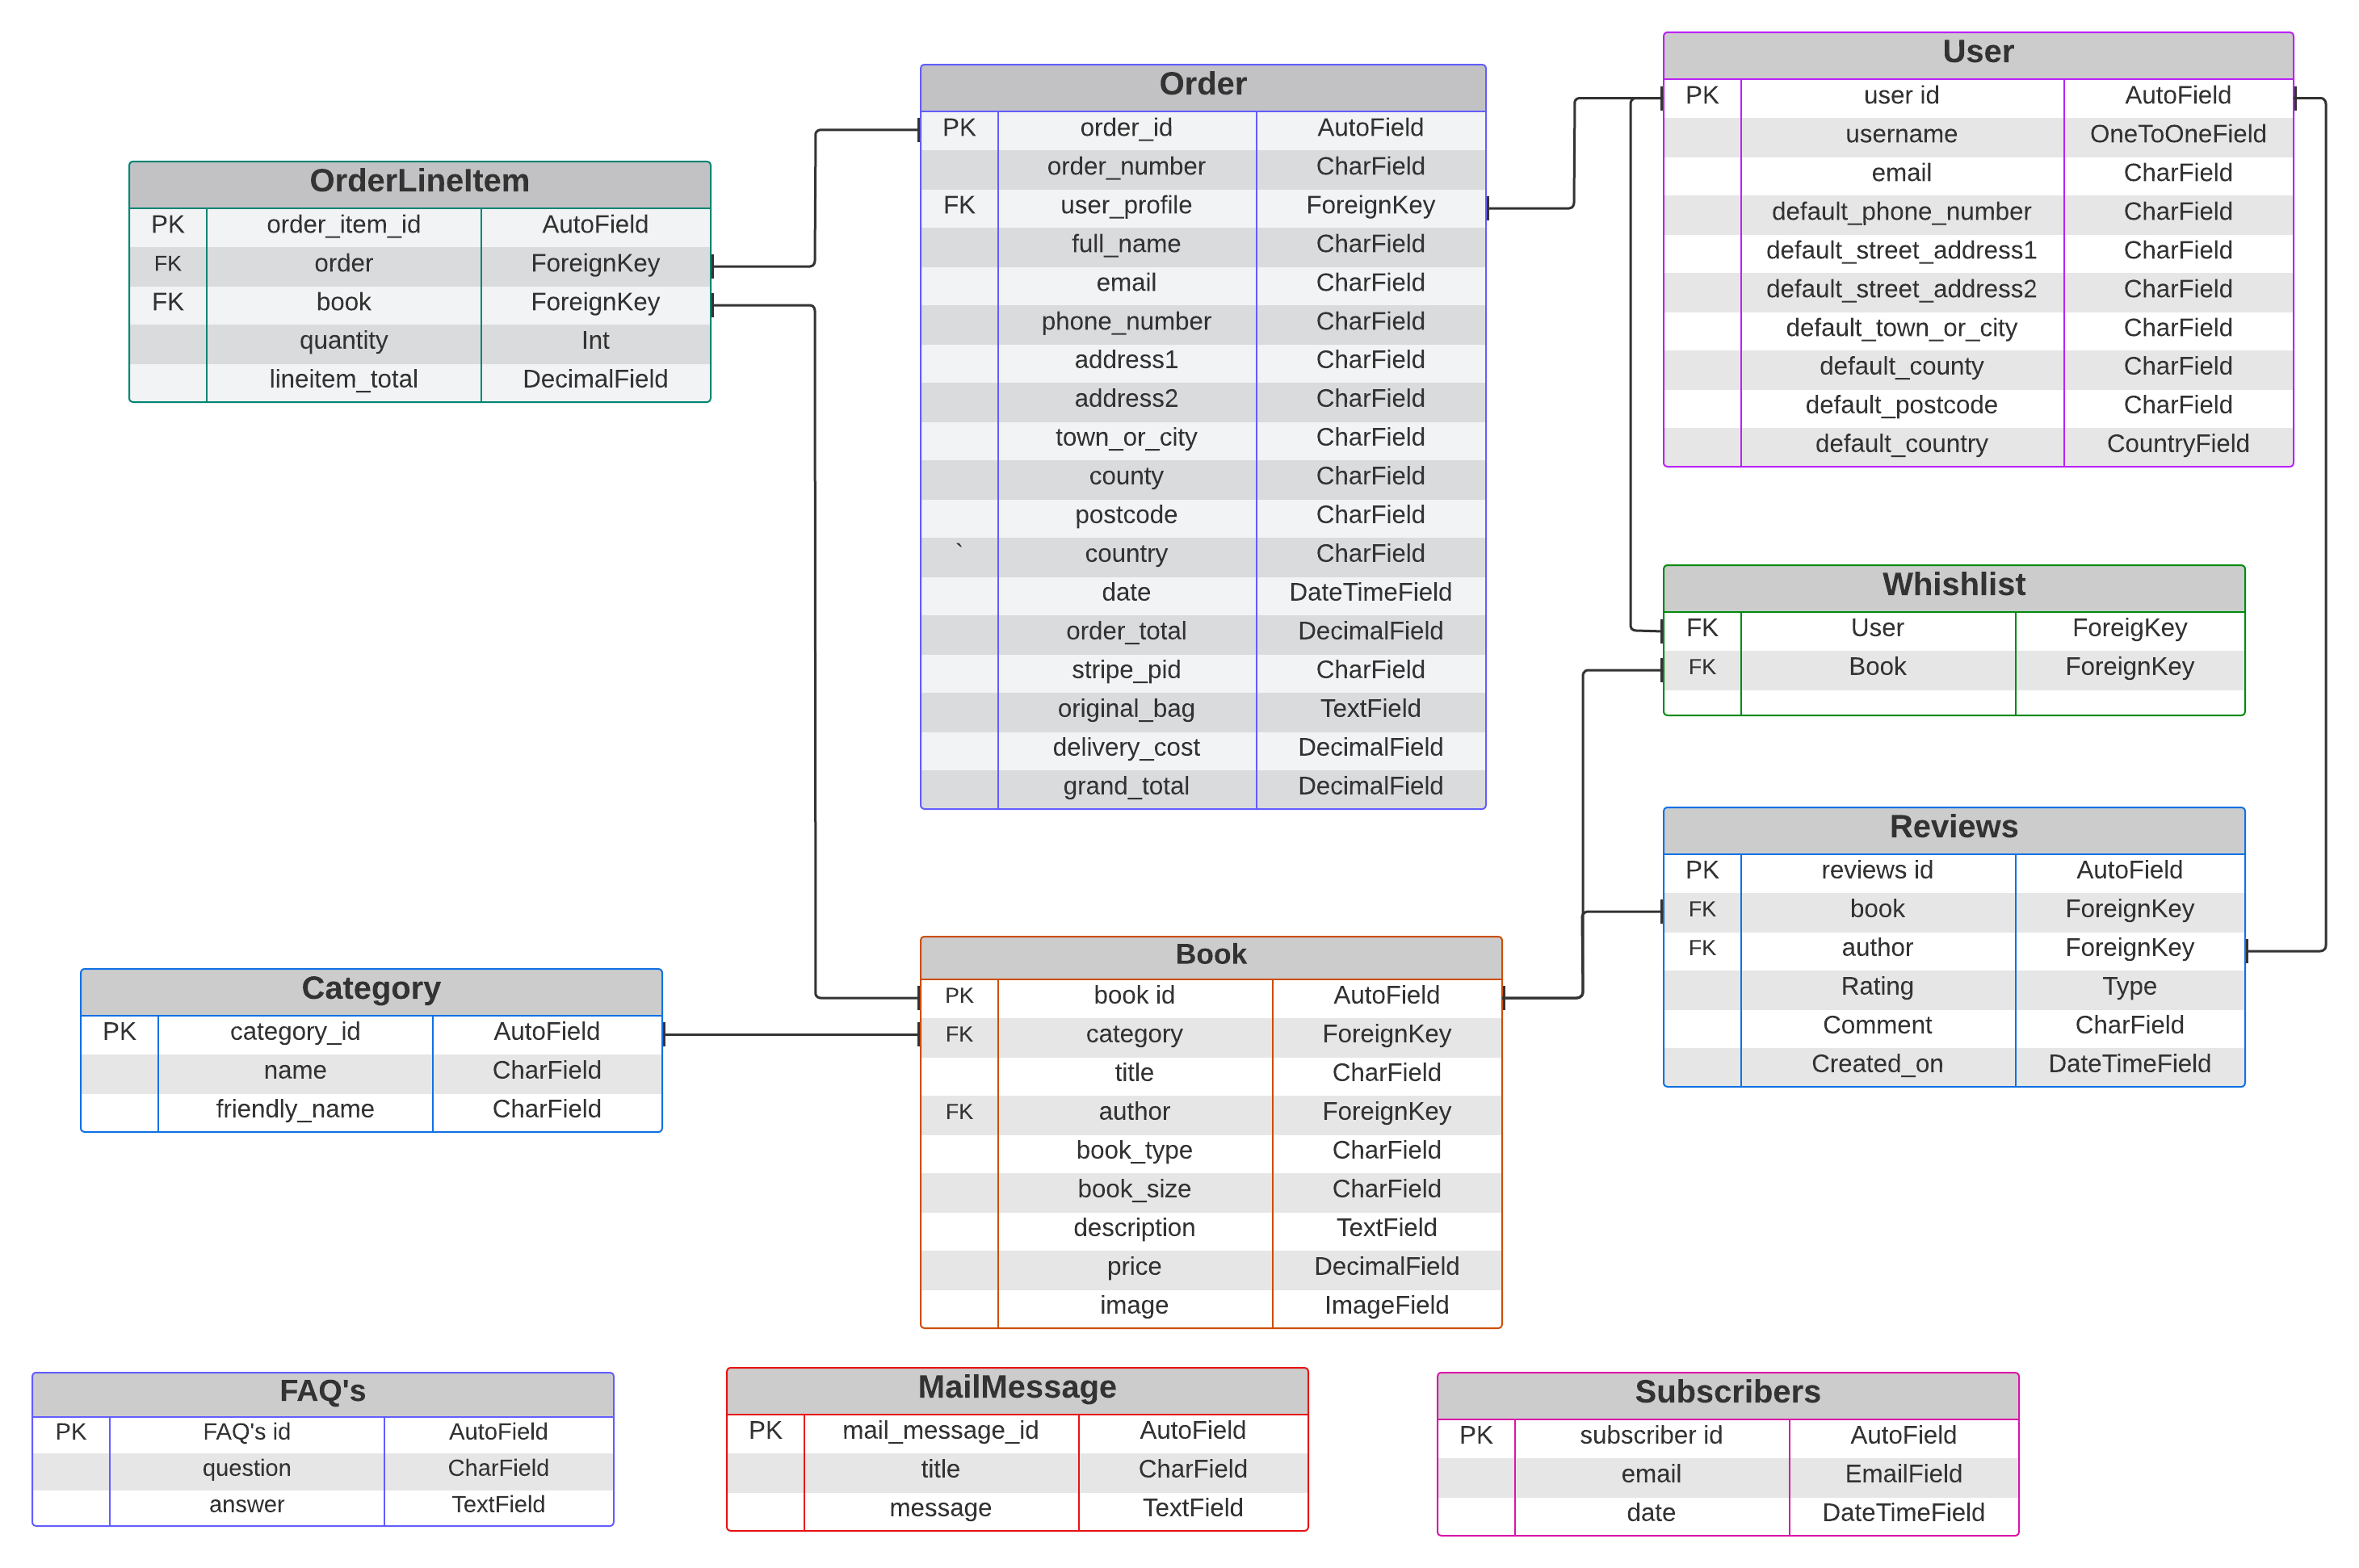 OrderLineItem
PK order_item_id AutoField
FK order ForeignKey
FK book ForeignKey
quantity Int
lineitem_total DecimalField
Order
PK order_id AutoField
order_number CharField
FK user_profile ForeignKey
full_name CharField
email CharField
phone_number CharField
address1 CharField
address2 CharField
town_or_city CharField
county CharField
postcode CharField
` country CharField
date DateTimeField
order_total DecimalField
stripe_pid CharField
original_bag TextField
delivery_cost DecimalField
grand_total DecimalField
User
PK user id AutoField
username OneToOneField
email CharField
default_phone_number CharField
default_street_address1 CharField
default_street_address2 CharField
default_town_or_city CharField
default_county CharField
default_postcode CharField
default_country CountryField
Whishlist
FK User ForeigKey
FK Book ForeignKey
Reviews
PK reviews id AutoField
FK book ForeignKey
FK author ForeignKey
Rating Type
Comment CharField
Created_on DateTimeField
Category
PK category_id AutoField
name CharField
friendly_name CharField
Book
PK book id AutoField
FK category ForeignKey
title CharField
FK author ForeignKey
book_type CharField
book_size CharField
description TextField
price DecimalField
image ImageField
FAQ's
PK FAQ's id AutoField
question CharField
answer TextField
MailMessage
PK mail_message_id AutoField
title CharField
message TextField
Subscribers
PK subscriber id AutoField
email EmailField
date DateTimeField